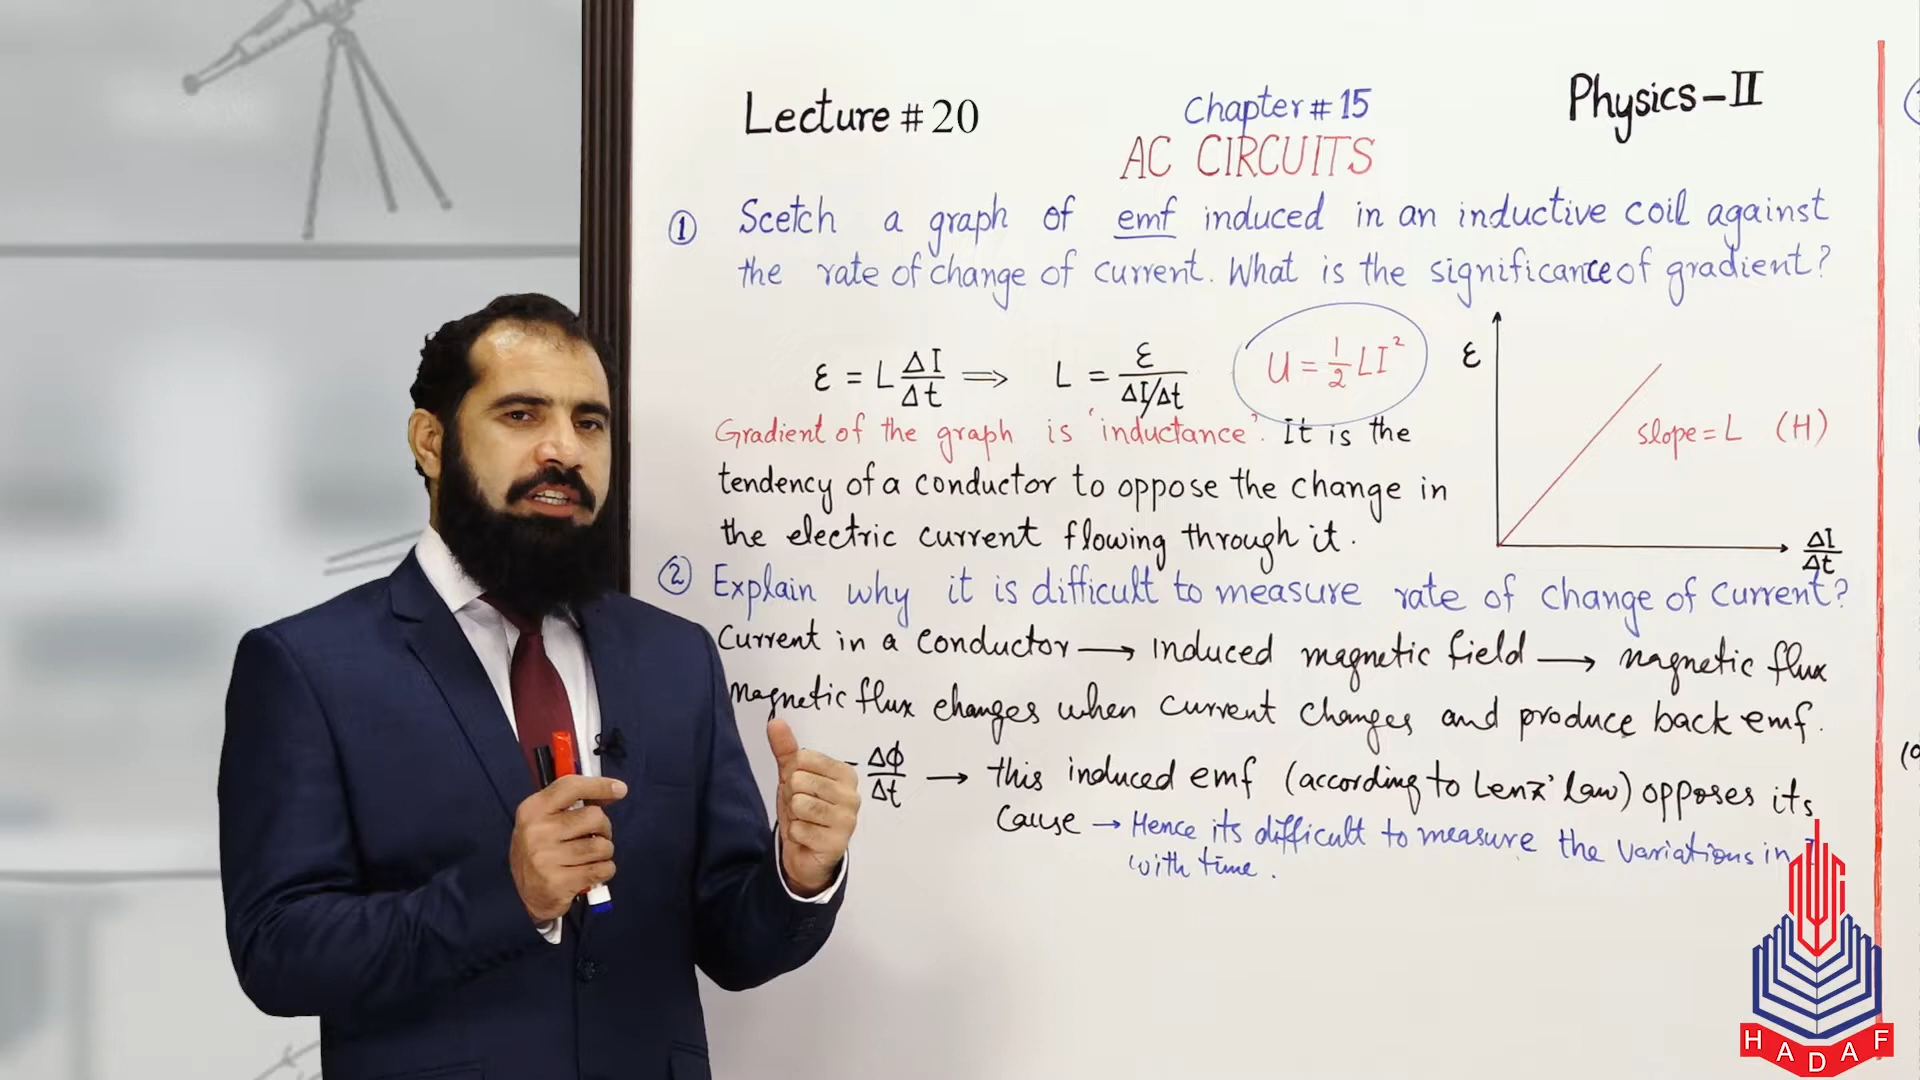 Lecture # 20
Chapter # 15
Physics-II
AC CIRCUITS
① Scetch a graph of emf induced in an inductive coil against
the rate of change of current. What is the significance of gradient?
ε = L ΔI/Δt ⟹ L = ε/ΔI/Δt
U = 1/2 LI²
ε
slope = L (H)
ΔI/Δt
Gradient of the graph is 'inductance'. It is the
tendency of a conductor to oppose the change in
the electric current flowing through it.
② Explain why it is difficult to measure rate of change of current?
Current in a conductor → induced magnetic field → magnetic flux
Magnetic flux changes when current changes and produce back emf.
- Δϕ/Δt → this induced emf (according to Lenz' law) opposes its
Cause → Hence its difficult to measure the variations in I
with time.
HADAF